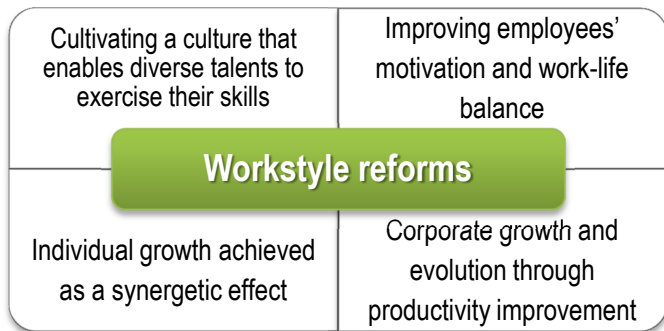 Cultivating a culture that
enables diverse talents to
exercise their skills
Improving employees’
motivation and work-life
balance
Workstyle reforms
Individual growth achieved
as a synergetic effect
Corporate growth and
evolution through
productivity improvement